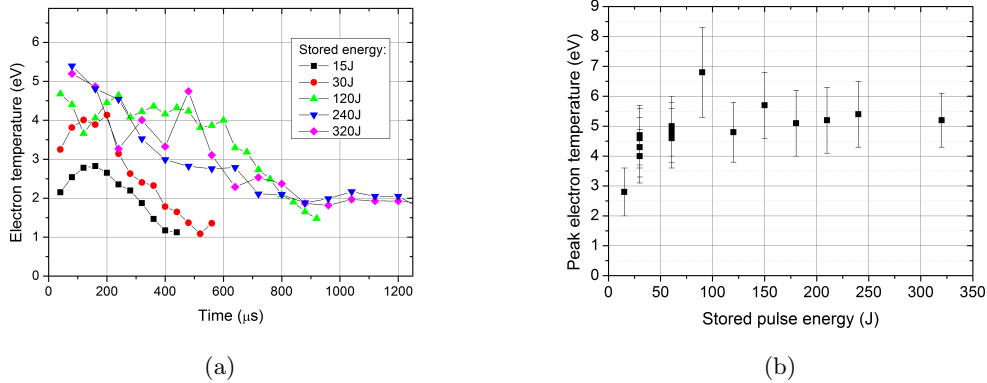 Electron temperature (eV)
6
5
4
3
2
1
0
0 200 400 600 800 1000 1200
Time (μs)
Stored energy:
15J
30J
120J
240J
320J
(a)
Peak electron temperature (eV)
9
8
7
6
5
4
3
2
1
0
0 50 100 150 200 250 300 350
Stored pulse energy (J)
(b)